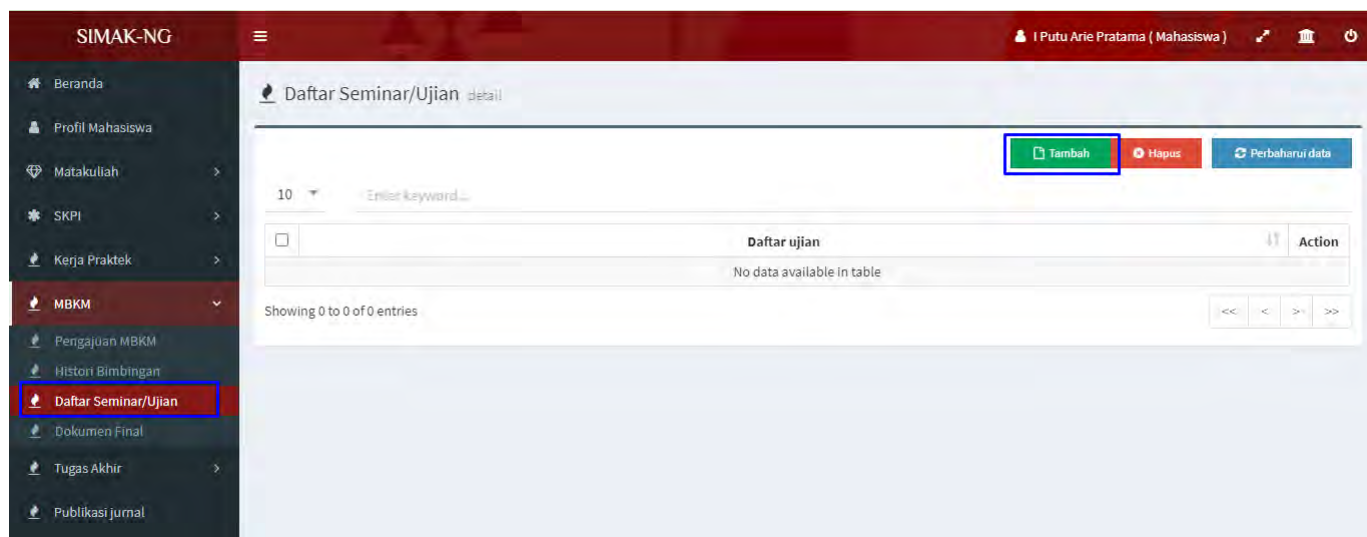 SIMAK-NG
I Putu Arie Pratama ( Mahasiswa )
Beranda
Profil Mahasiswa
Matakuliah
SKPI
Kerja Praktek
MBKM
Pengajuan MBKM
Histori Bimbingan
Daftar Seminar/Ujian
Dokumen Final
Tugas Akhir
Publikasi jurnal
Daftar Seminar/Ujian detail
Tambah Hapus Perbaharui data
10 Enter keyword...
Daftar ujian Action
No data available in table
Showing 0 to 0 of 0 entries << < > >>